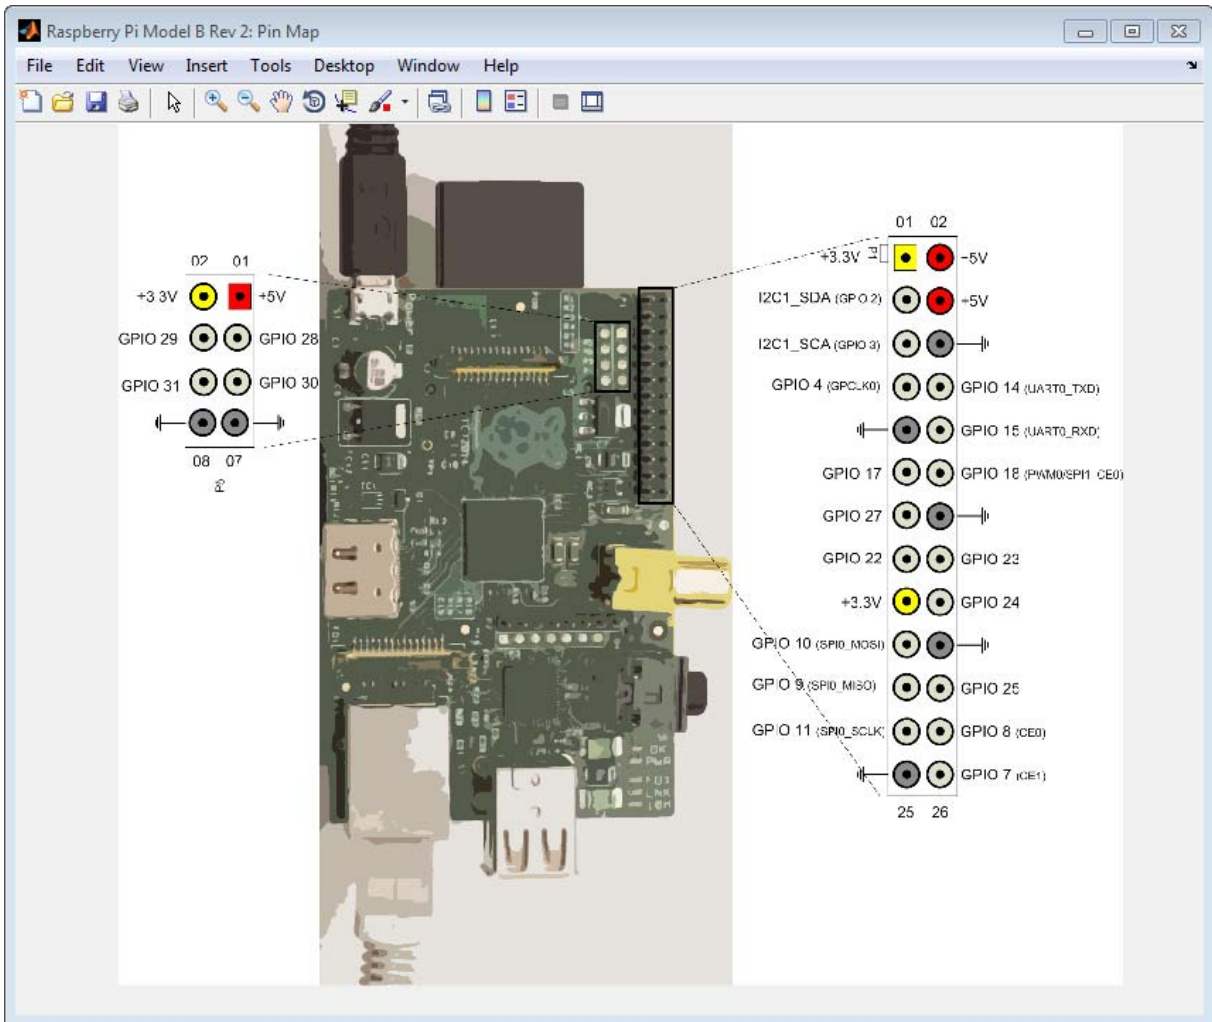 Raspberry Pi Model B Rev 2: Pin Map
File Edit View Insert Tools Desktop Window Help
02 01
+3 3V +5V
GPIO 29 GPIO 28
GPIO 31 GPIO 30
08 07
01 02
+3.3V P1 -5V
I2C1_SDA (GP O 2) +5V
I2C1_SCA (GPIO 3)
GPIO 4 (GPCLK0) GPIO 14 (UART0_TXD)
GPIO 15 (UART0_RXD)
GPIO 17 GPIO 18 (PWM0/SPI1_CE0)
GPIO 27
GPIO 22 GPIO 23
+3.3V GPIO 24
GPIO 10 (SPI0_MOSI)
GPIO 9 (SPI0_MISO) GPIO 25
GPIO 11 (SPI0_SCLK) GPIO 8 (CE0)
GPIO 7 (CE1)
25 26